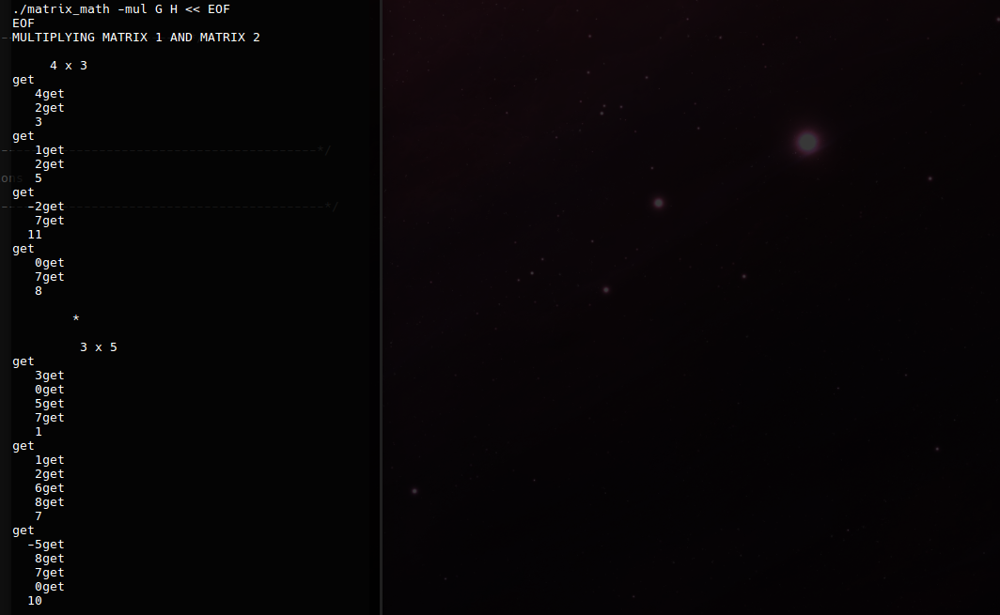 ./matrix_math -mul G H << EOF
EOF
MULTIPLYING MATRIX 1 AND MATRIX 2
4 x 3
get
4get
2get
3
get
1get
2get
5
get
-2get
7get
11
get
0get
7get
8
*
3 x 5
get
3get
0get
5get
7get
1
get
1get
2get
6get
8get
7
get
-5get
8get
7get
0get
10